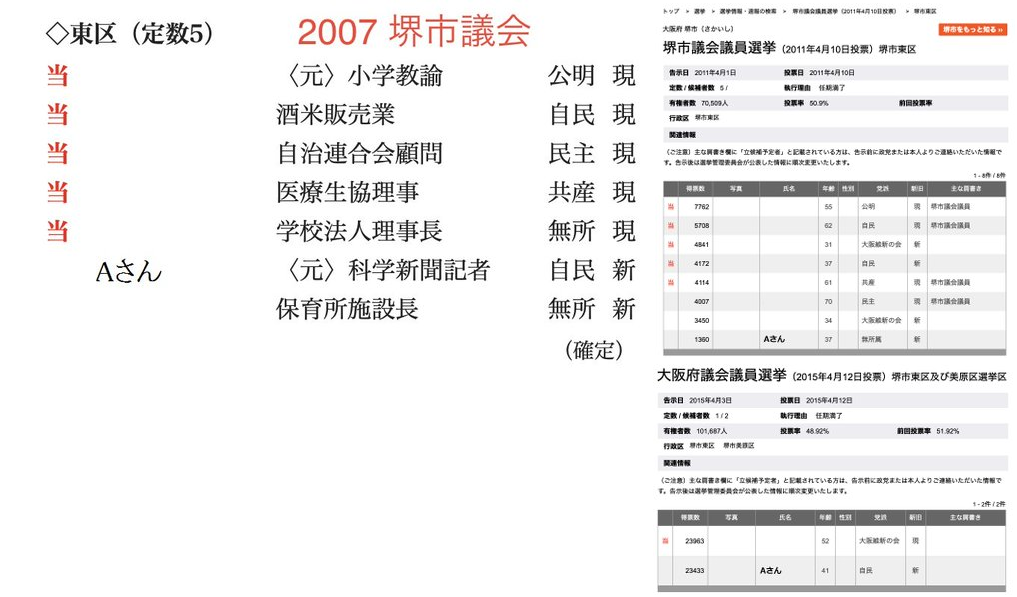 ◇東区（定数5） 2007 堺市議会
当 〈元〉小学教諭 公明 現
当 酒米販売業 自民 現
当 自治連合会顧問 民主 現
当 医療生協理事 共産 現
当 学校法人理事長 無所 現
Aさん 〈元〉科学新聞記者 自民 新
保育所施設長 無所 新
（確定）
トップ > 選挙 > 選挙情報・速報の検索 > 堺市議会議員選挙（2011年4月10日投票） > 堺市東区
大阪府 堺市（さかいし） 堺市をもっと知る ››
堺市議会議員選挙（2011年4月10日投票）堺市東区
告示日 2011年4月1日 投票日 2011年4月10日
定数 / 候補者数 5 / 執行理由 任期満了
有権者数 70,509人 投票率 50.9% 前回投票率
行政区 堺市東区
関連情報
（ご注意）主な肩書き欄に「立候補予定者」と記載されている方は、告示前に政党または本人よりご連絡いただいた情報で
す。告示後は選挙管理委員会が公表した情報に順次変更いたします。
1 - 8件 / 8件
得票数 写真 氏名 年齢 性別 党派 新旧 主な肩書き
当 7762 55 公明 現 堺市議会議員
当 5708 62 自民 現 堺市議会議員
当 4841 31 大阪維新の会 新
当 4172 37 自民 新
当 4114 61 共産 現 堺市議会議員
4007 70 民主 現 堺市議会議員
3450 34 大阪維新の会 新
1360 Aさん 37 無所属 新
大阪府議会議員選挙（2015年4月12日投票）堺市東区及び美原区選挙区
告示日 2015年4月3日 投票日 2015年4月12日
定数 / 候補者数 1 / 2 執行理由 任期満了
有権者数 101,687人 投票率 48.92% 前回投票率 51.92%
行政区 堺市東区 堺市美原区
関連情報
（ご注意）主な肩書き欄に「立候補予定者」と記載されている方は、告示前に政党または本人よりご連絡いただいた情報で
す。告示後は選挙管理委員会が公表した情報に順次変更いたします。
1 - 2件 / 2件
得票数 写真 氏名 年齢 性別 党派 新旧 主な肩書き
当 23963 52 大阪維新の会 現
23433 Aさん 41 自民 新